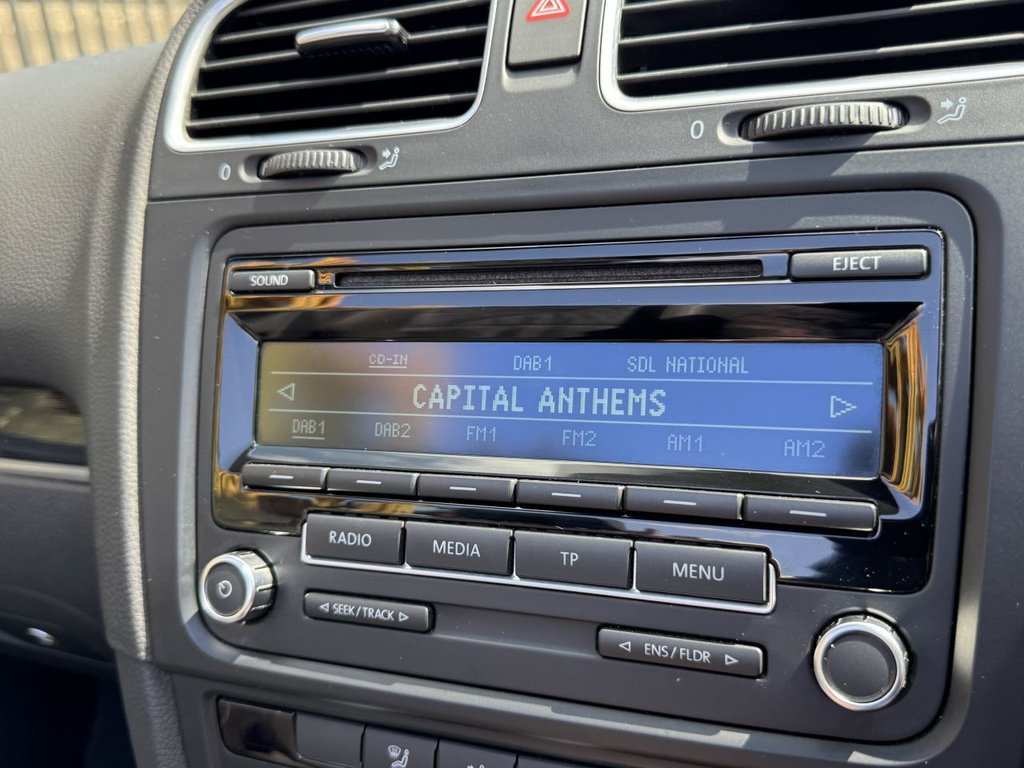 0
0
SOUND
EJECT
CD-IN DAB1 SDL NATIONAL
CAPITAL ANTHEMS
DAB1 DAB2 FM1 FM2 AM1 AM2
RADIO MEDIA TP MENU
SEEK/TRACK
ENS/FLDR